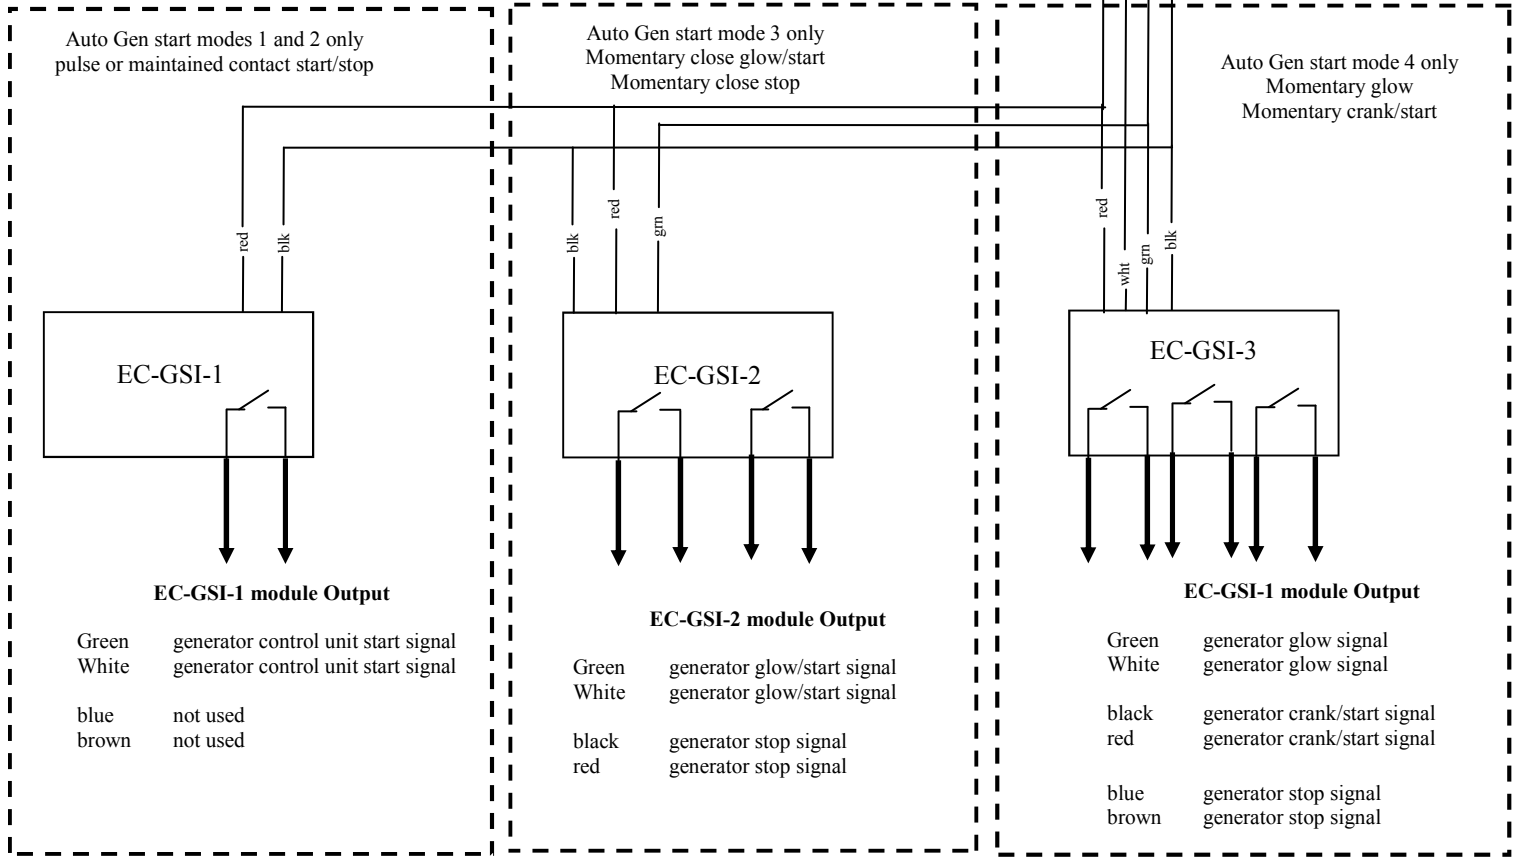 Auto Gen start modes 1 and 2 only
pulse or maintained contact start/stop
red
blk
EC-GSI-1
EC-GSI-1 module Output
Green generator control unit start signal
White generator control unit start signal
blue not used
brown not used
Auto Gen start mode 3 only
Momentary close glow/start
Momentary close stop
blk
red
grn
EC-GSI-2
EC-GSI-2 module Output
Green generator glow/start signal
White generator glow/start signal
black generator stop signal
red generator stop signal
Auto Gen start mode 4 only
Momentary glow
Momentary crank/start
red
wht
grn
blk
EC-GSI-3
EC-GSI-1 module Output
Green generator glow signal
White generator glow signal
black generator crank/start signal
red generator crank/start signal
blue generator stop signal
brown generator stop signal